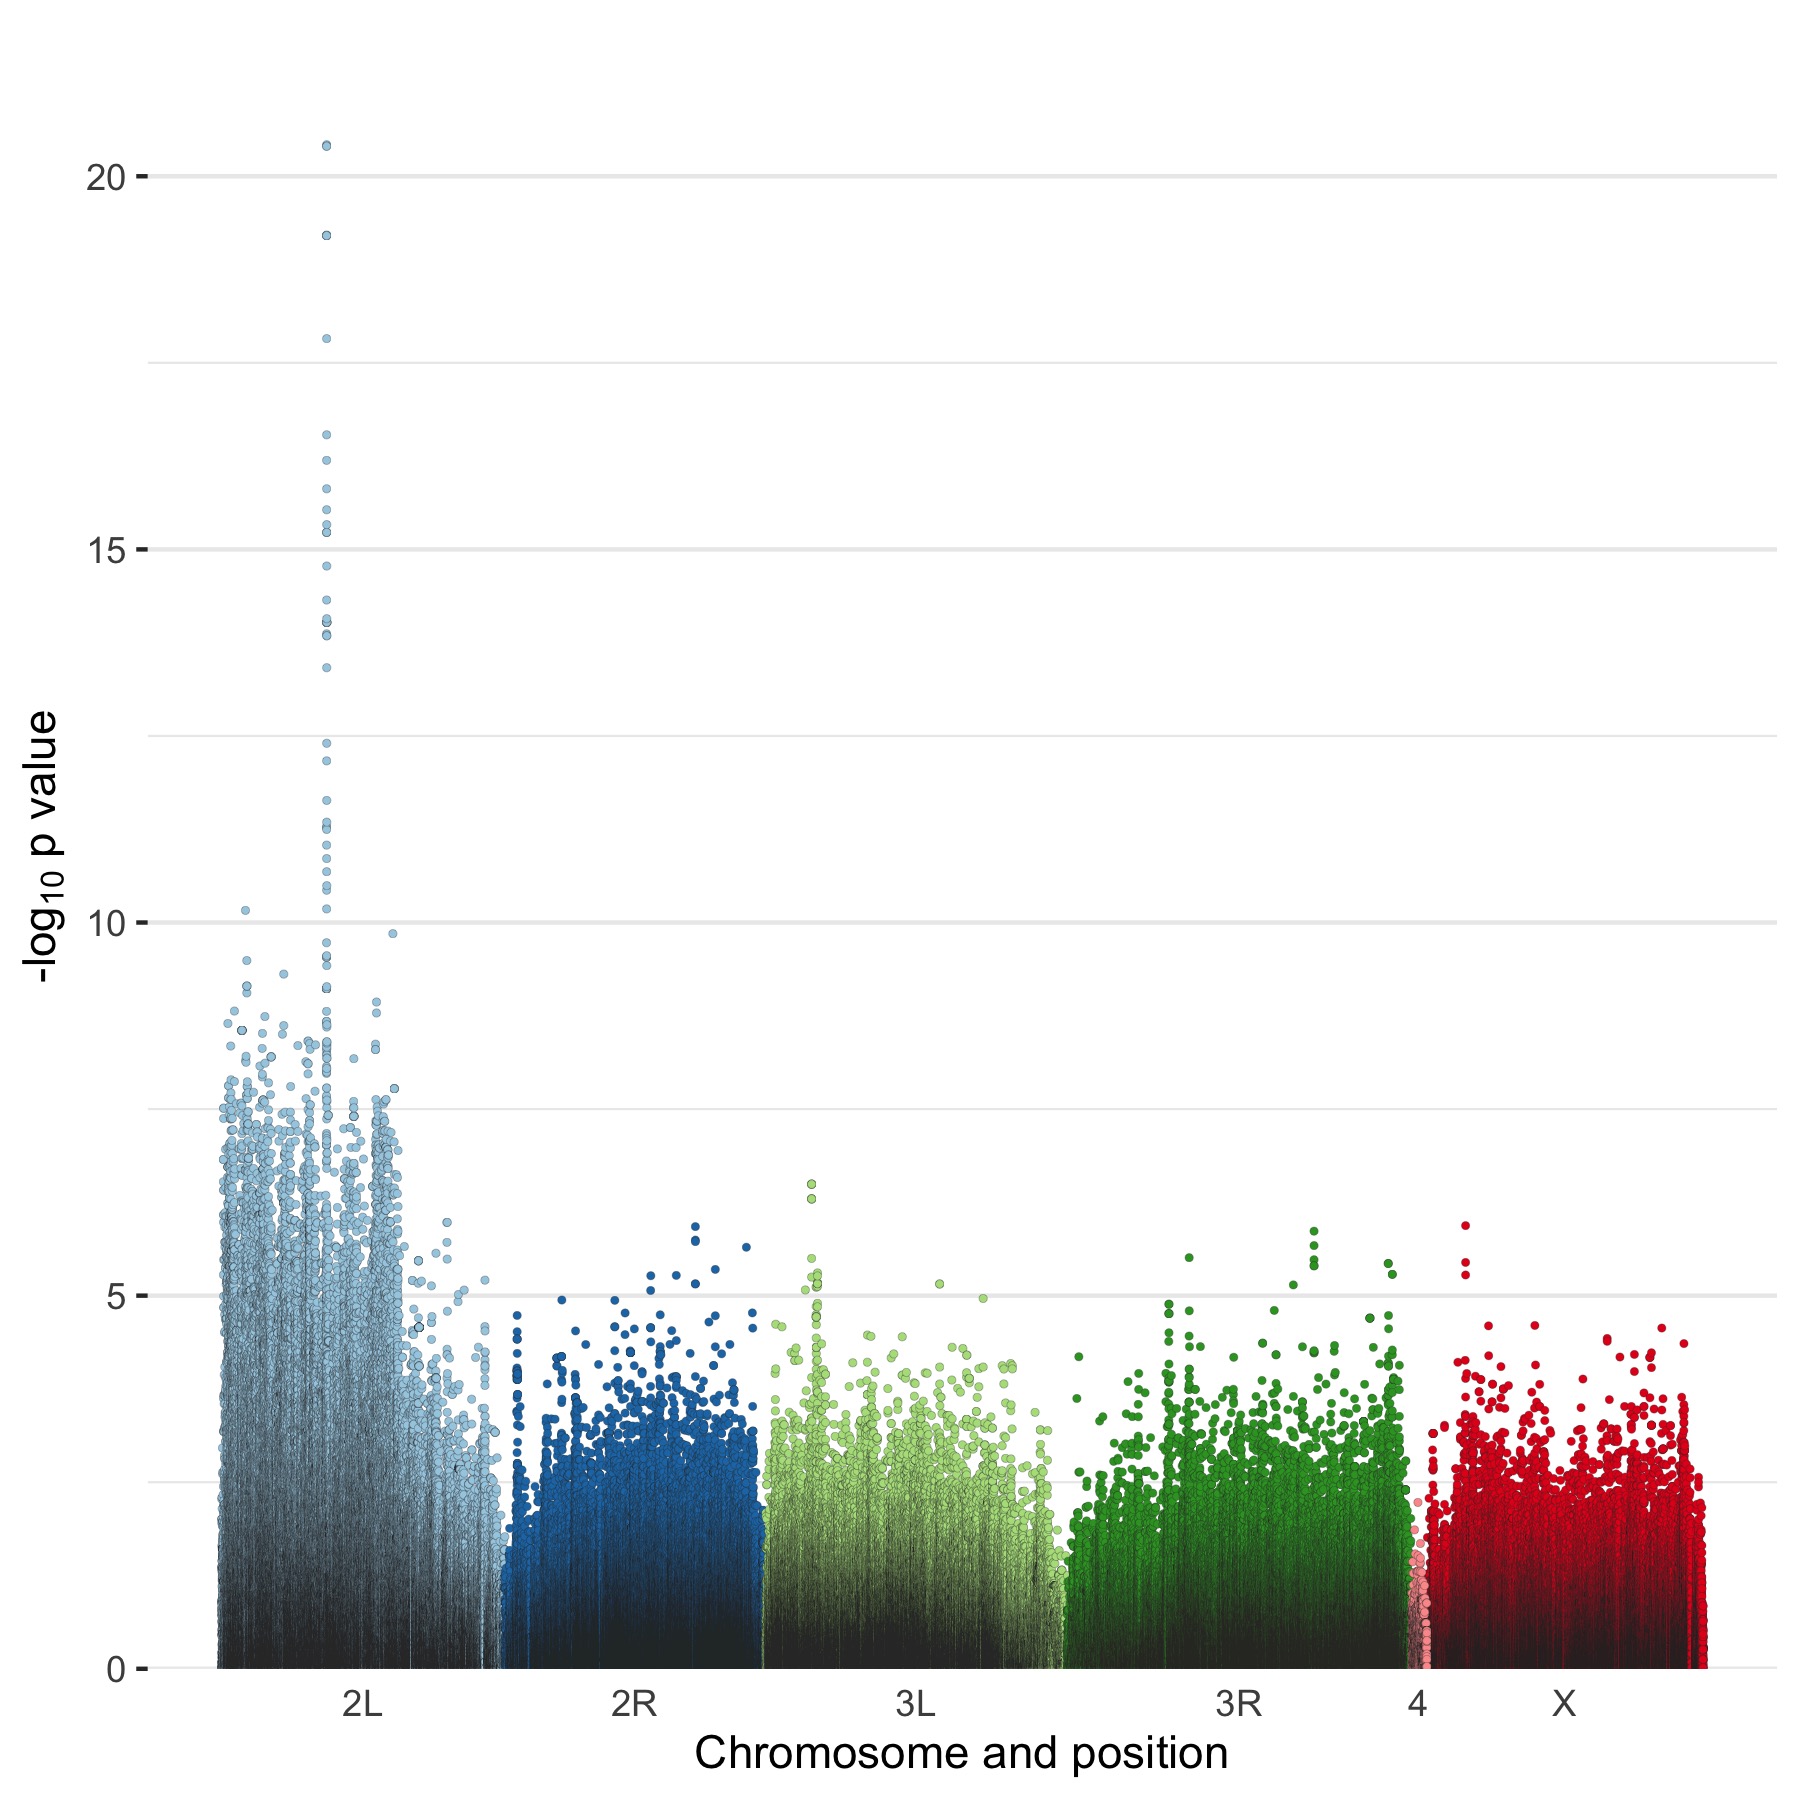 20
15
10
5
0
-log₁₀ p value
2L 2R 3L 3R 4 X
Chromosome and position